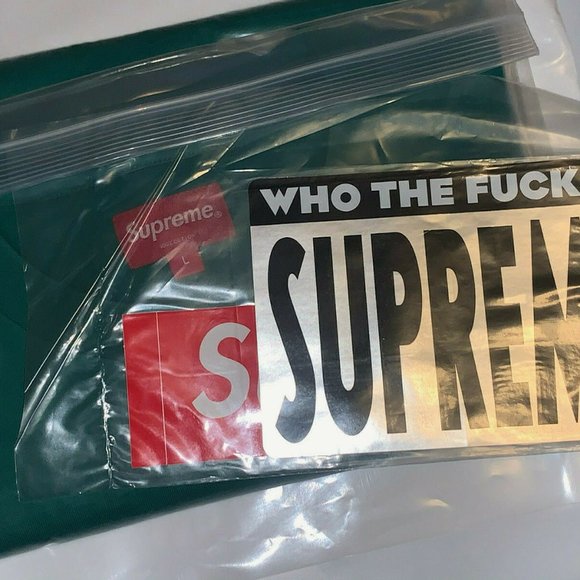 WHO THE FUCK
Supreme®
L
S
SUPREM